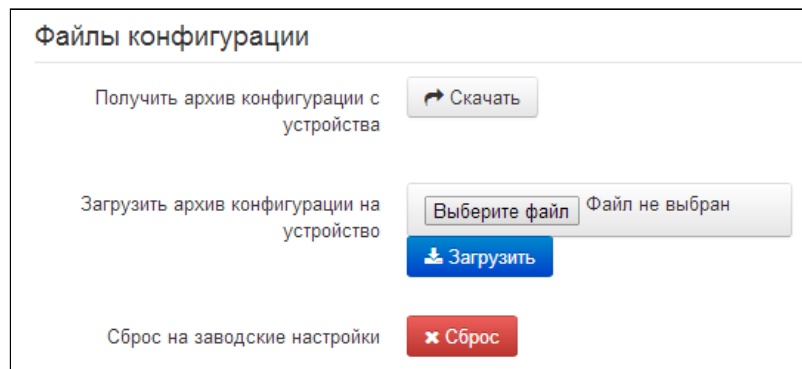 Файлы конфигурации
Получить архив конфигурации с
устройства
Скачать
Загрузить архив конфигурации на
устройство
Выберите файл Файл не выбран
Загрузить
Сброс на заводские настройки
Сброс